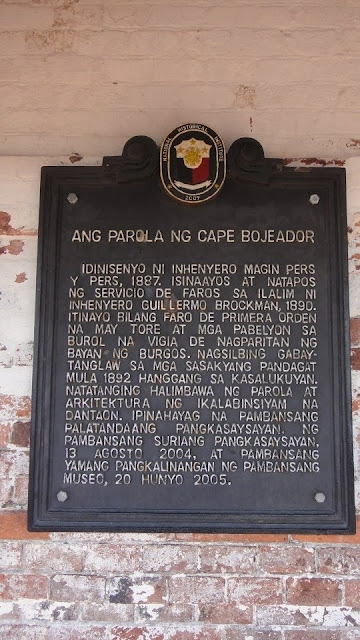 NATIONAL HISTORICAL INSTITUTE
2007
ANG PAROLA NG CAPE BOJEADOR
IDINISENYO NI INHENYERO MAGIN PERS
Y PERS, 1887. ISINAAYOS AT NATAPOS
NG SERVICIO DE FAROS SA ILALIM NI
INHENYERO GUILLERMO BROCKMAN, 1890.
ITINAYO BILANG FARO DE PRIMERA ORDEN
NA MAY TORE AT MGA PABELYON SA
BUROL NA VIGIA DE NAGPARITAN NG
BAYAN NG BURGOS. NAGSILBING GABAY-
TANGLAW SA MGA SASAKYANG PANDAGAT
MULA 1892 HANGGANG SA KASALUKUYAN.
NATATANGING HALIMBAWA NG PAROLA AT
ARKITEKTURA NG IKALABINSIYAM NA
DANTAON. IPINAHAYAG NA PAMBANSANG
PALATANDAANG PANGKASAYSAYAN, NG
PAMBANSANG SURIANG PANGKASAYSAYAN,
13 AGOSTO 2004, AT PAMBANSANG
YAMANG PANGKALINANGAN NG PAMBANSANG
MUSEO, 20 HUNYO 2005.